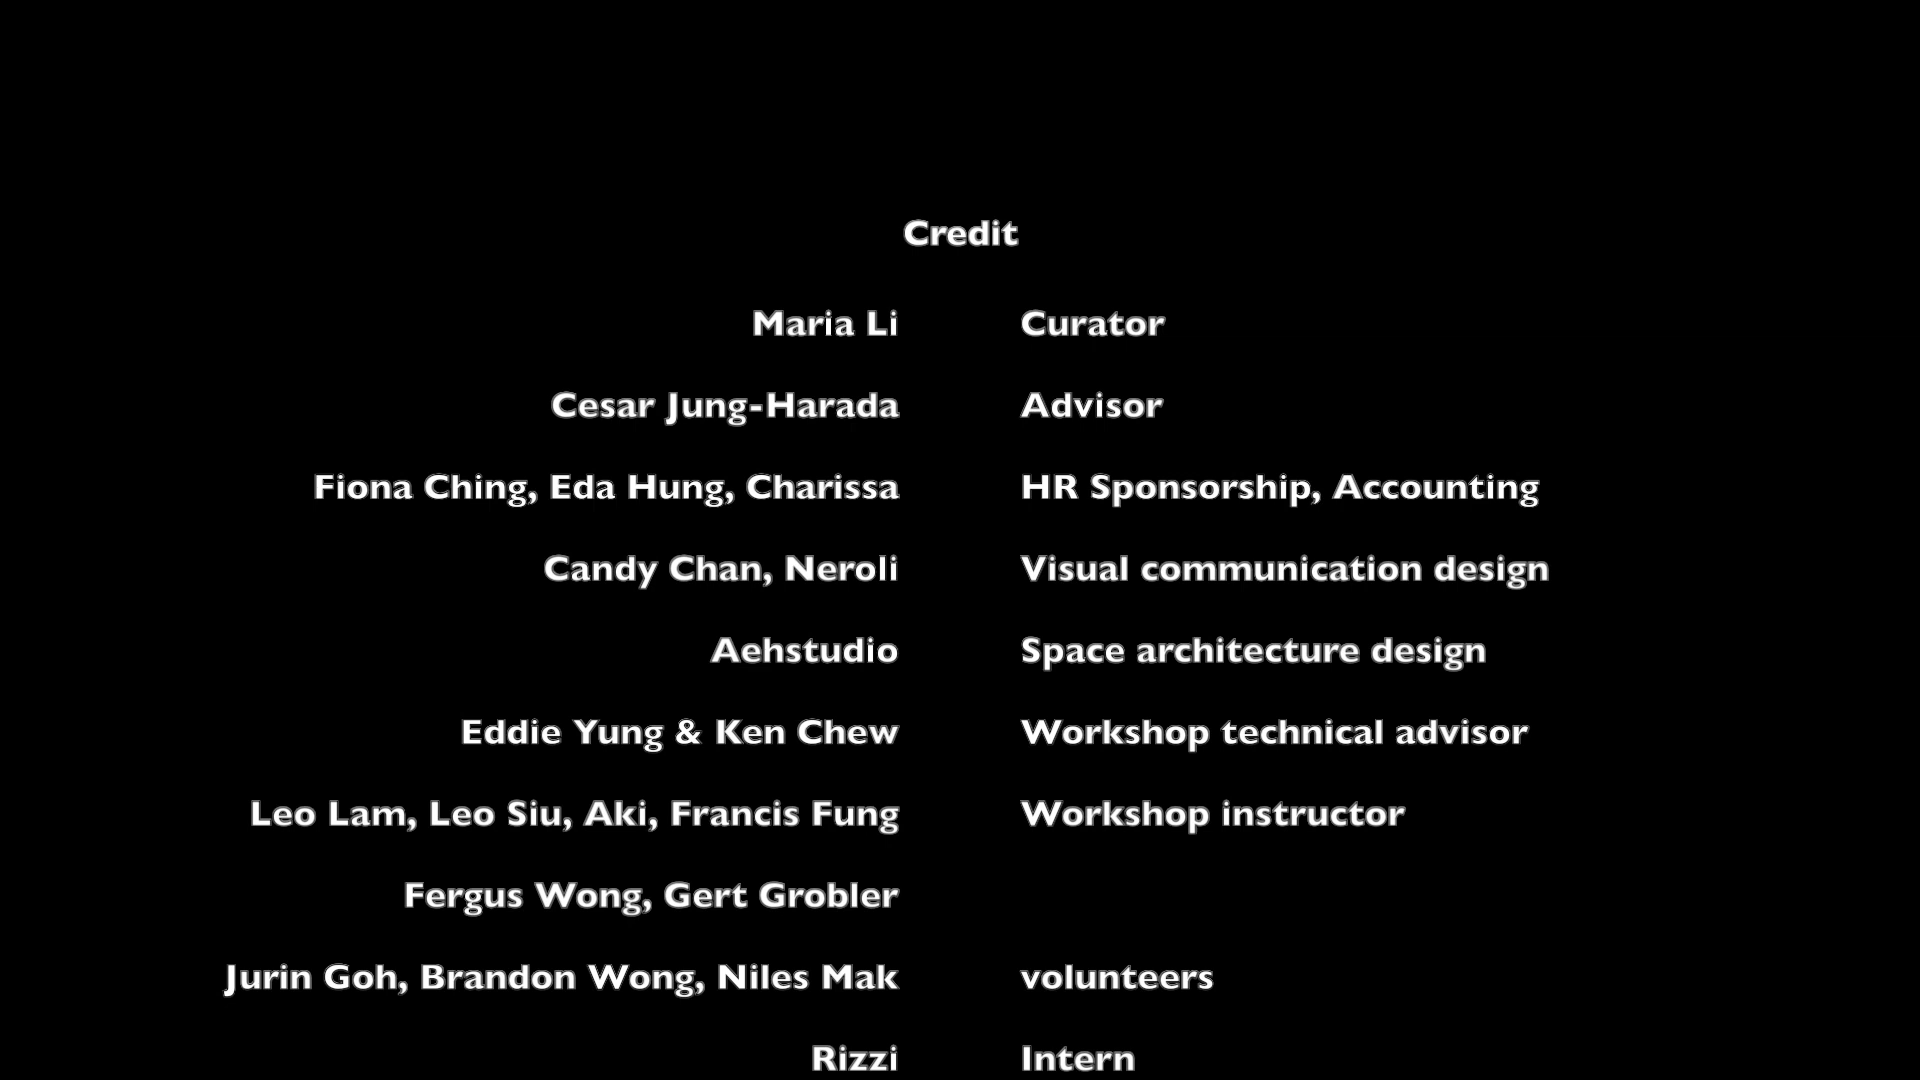 Credit
Maria Li Curator
Cesar Jung-Harada Advisor
Fiona Ching, Eda Hung, Charissa HR Sponsorship, Accounting
Candy Chan, Neroli Visual communication design
Aehstudio Space architecture design
Eddie Yung & Ken Chew Workshop technical advisor
Leo Lam, Leo Siu, Aki, Francis Fung Workshop instructor
Fergus Wong, Gert Grobler
Jurin Goh, Brandon Wong, Niles Mak volunteers
Rizzi Intern